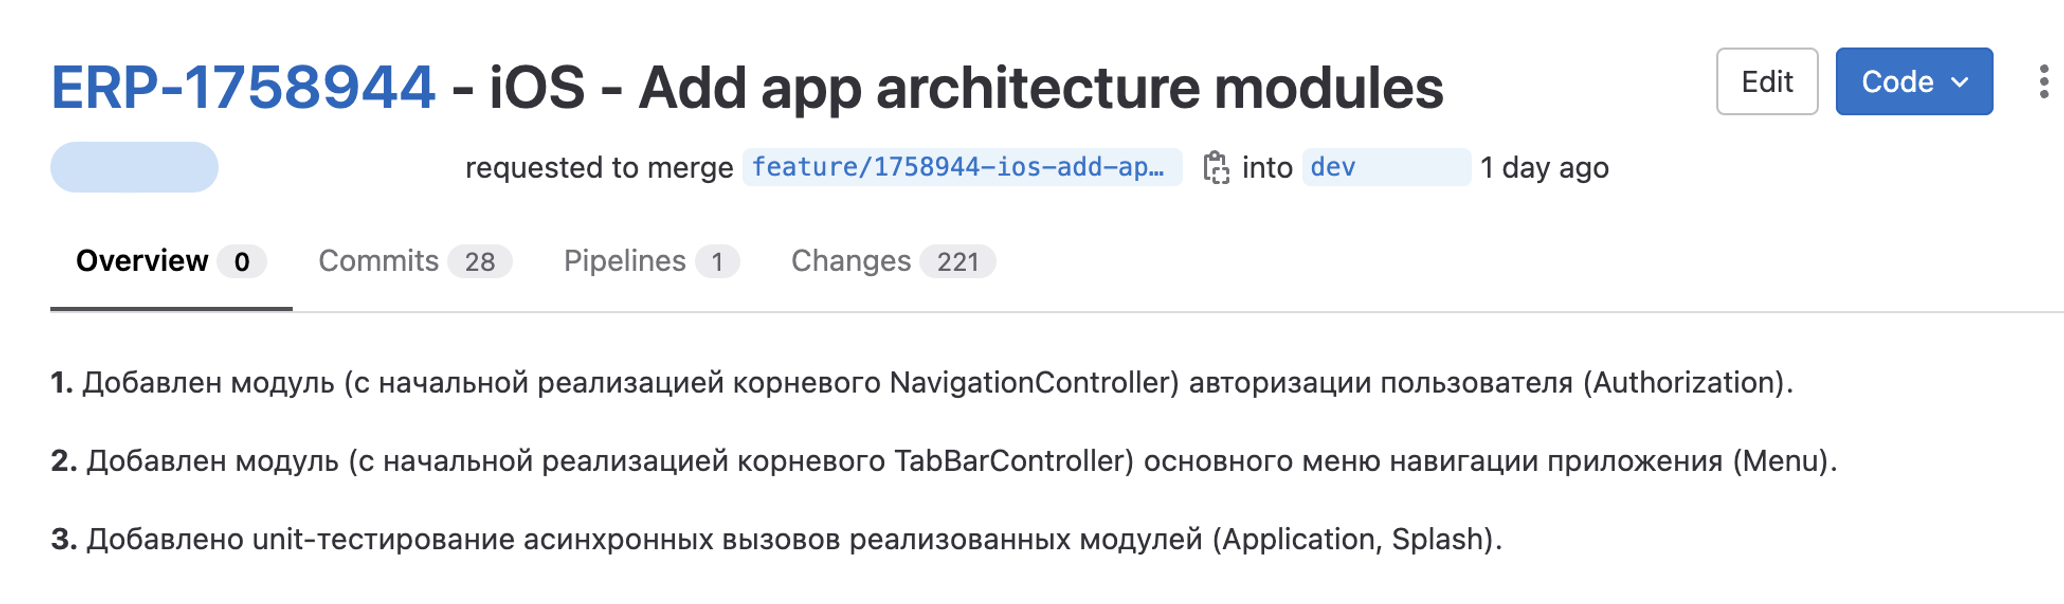 ERP-1758944 - iOS - Add app architecture modules
Edit
Code
requested to merge feature/1758944-ios-add-ap… into dev 1 day ago
Overview 0 Commits 28 Pipelines 1 Changes 221
1. Добавлен модуль (с начальной реализацией корневого NavigationController) авторизации пользователя (Authorization).
2. Добавлен модуль (с начальной реализацией корневого TabBarController) основного меню навигации приложения (Menu).
3. Добавлено unit-тестирование асинхронных вызовов реализованных модулей (Application, Splash).